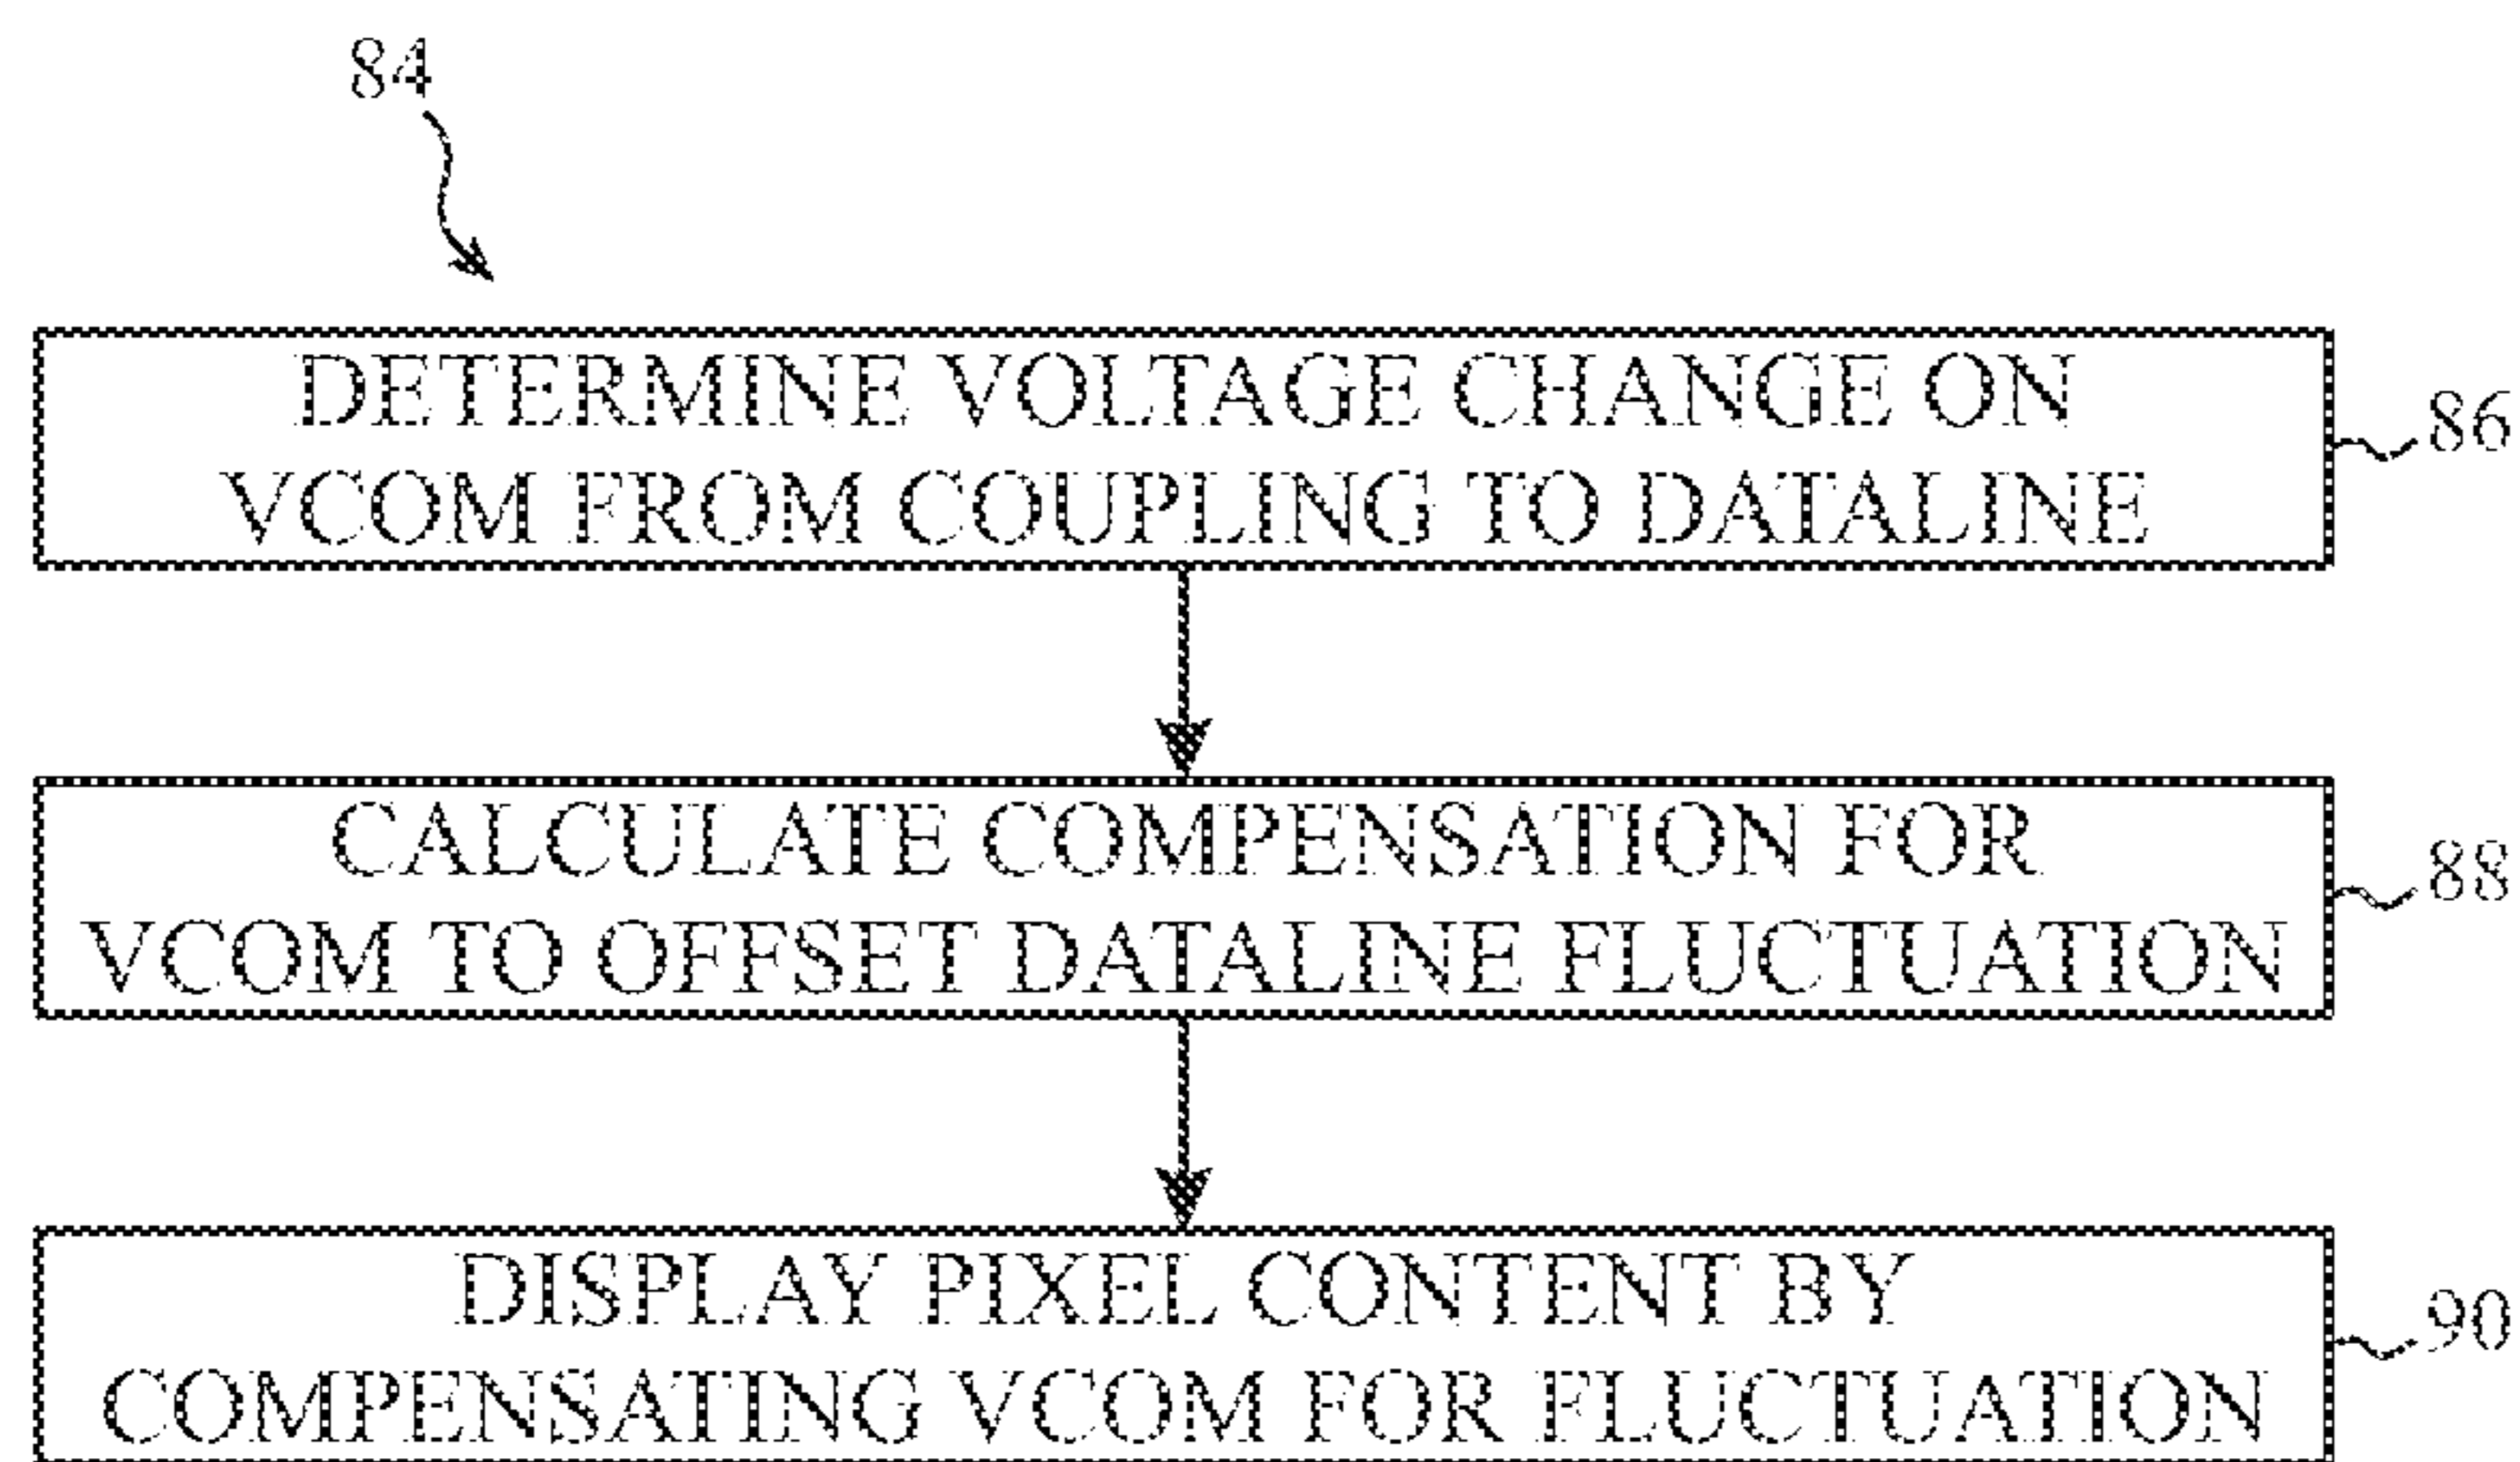 84
DETERMINE VOLTAGE CHANGE ON
VCOM FROM COUPLING TO DATALINE
86
CALCULATE COMPENSATION FOR
VCOM TO OFFSET DATALINE FLUCTUATION
88
DISPLAY PIXEL CONTENT BY
COMPENSATING VCOM FOR FLUCTUATION
90